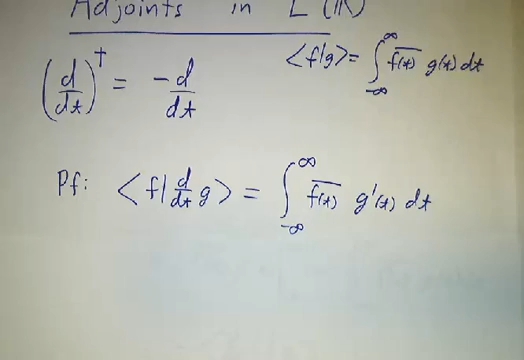 Adjoints in L²(ℝ)
(d/dt)† = -d/dt
<f|g> = ∫_{-∞}^{∞} \overline{f(t)} g(t) dt
Pf: <f|d/dt g> = ∫_{-∞}^{∞} \overline{f(t)} g'(t) dt